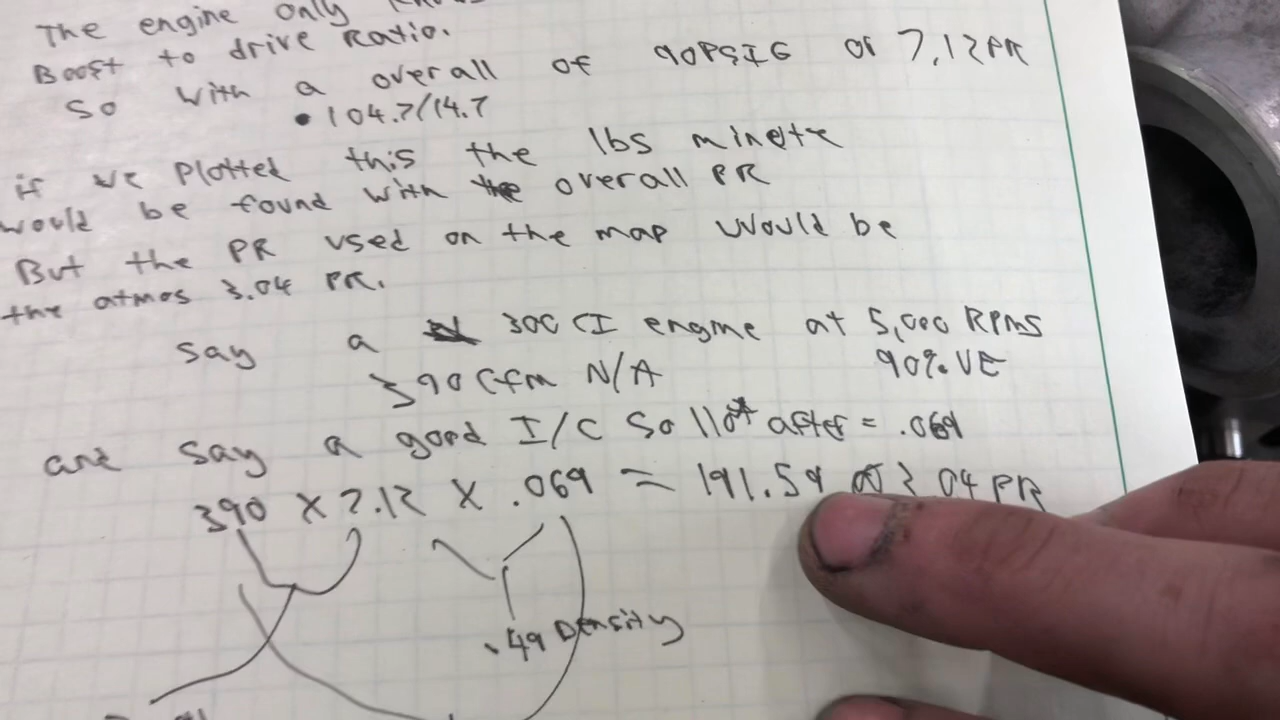 The engine only
Boost to drive Ratio.
So with a overall of 90PSIG or 7.12PR
• 104.7/14.7
if we plotted this the lbs minute
would be found with the overall PR
But the PR used on the map would be
the atmos 3.04 PR.
Say a 300 CI engine at 5,000 RPMS
390 Cfm N/A 90% VE
and say a good I/C So 110° after = .069
390 X 7.12 X .069 = 191.59 @ 3.04 PR
.49 Density